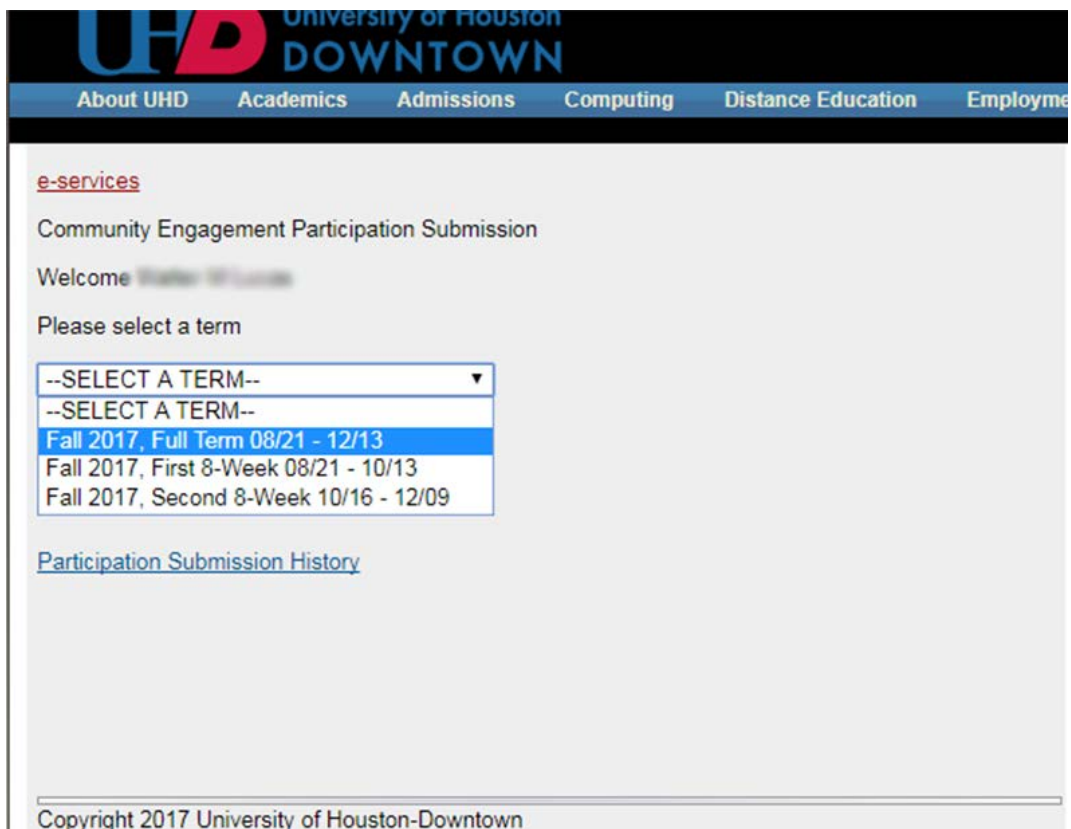 UHD
University of Houston
DOWNTOWN
About UHD Academics Admissions Computing Distance Education Employme
e-services
Community Engagement Participation Submission
Welcome
Please select a term
--SELECT A TERM--
--SELECT A TERM--
Fall 2017, Full Term 08/21 - 12/13
Fall 2017, First 8-Week 08/21 - 10/13
Fall 2017, Second 8-Week 10/16 - 12/09
Participation Submission History
Copyright 2017 University of Houston-Downtown